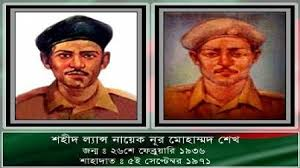 শহীদ ল্যান্স নায়েক নূর মোহাম্মদ শেখ
জন্ম : ২৬শে ফেব্রুয়ারি ১৯৩৬
শাহাদাত : ৫ই সেপ্টেম্বর ১৯৭১